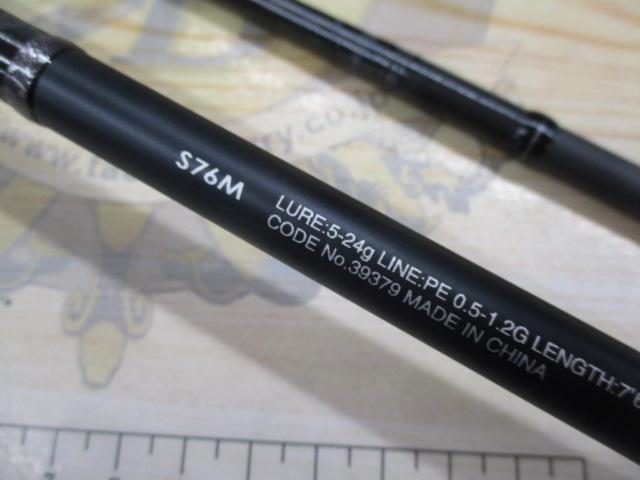 S76M
LURE:5-24g LINE:PE 0.5-1.2G LENGTH:7'6
CODE No.39379 MADE IN CHINA